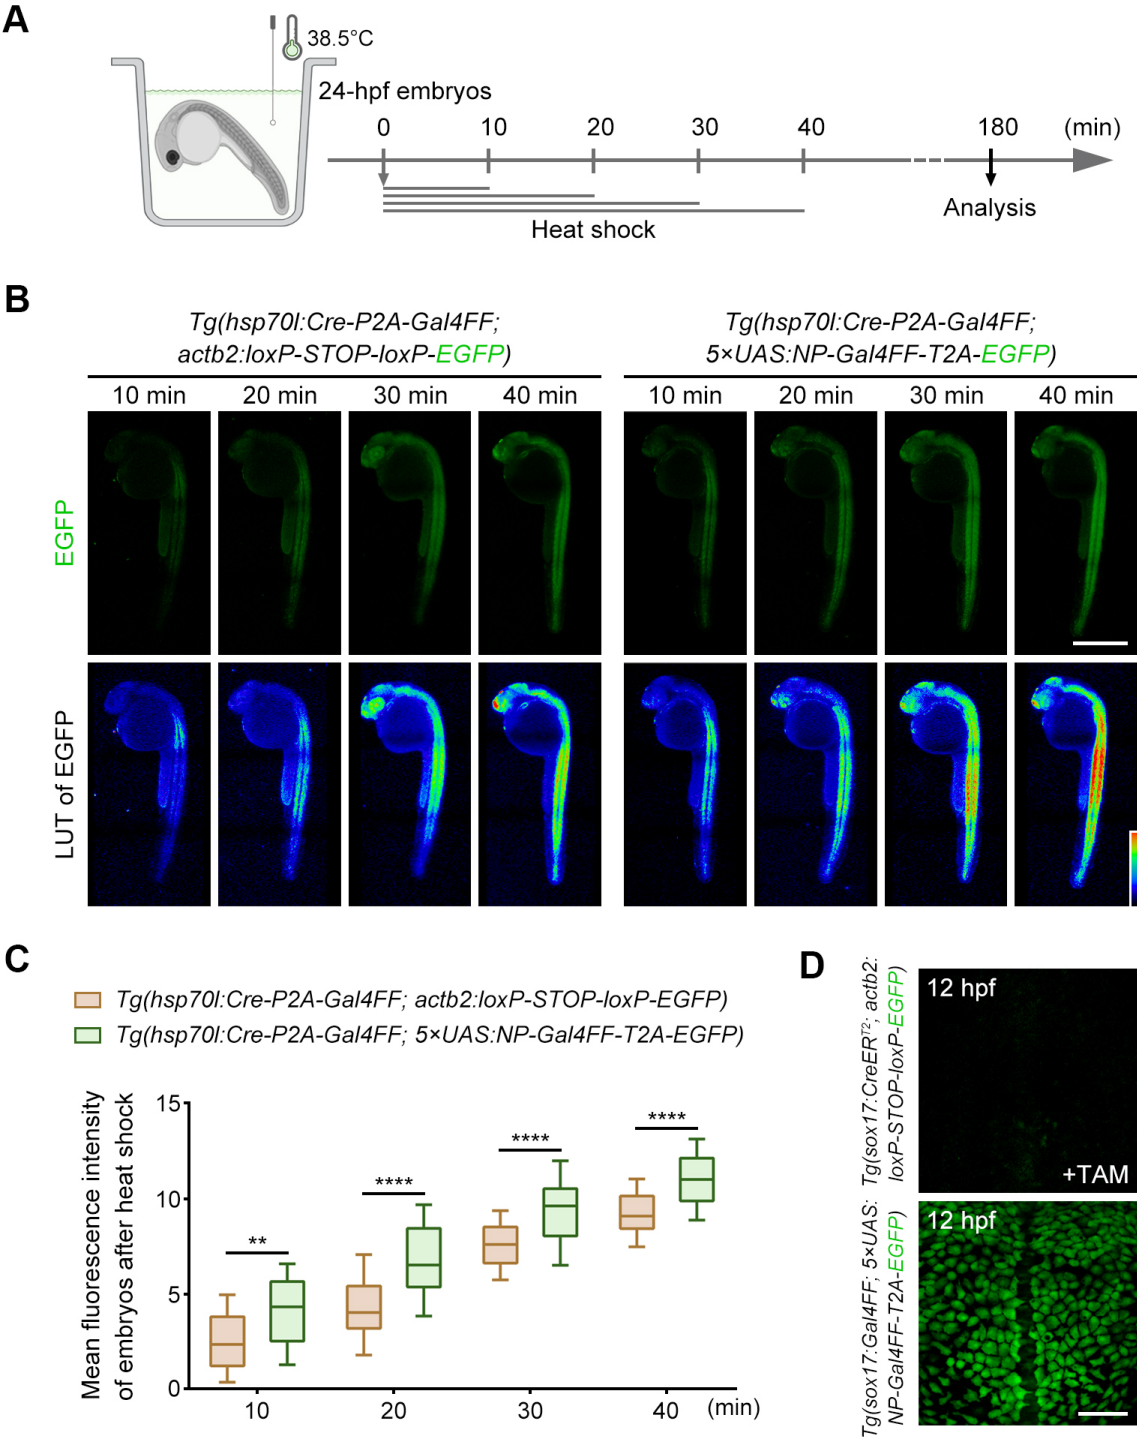 A
38.5°C
24-hpf embryos
0 10 20 30 40 180 (min)
Analysis
Heat shock
B
Tg(hsp70l:Cre-P2A-Gal4FF;
actb2:loxP-STOP-loxP-EGFP)
Tg(hsp70l:Cre-P2A-Gal4FF;
5×UAS:NP-Gal4FF-T2A-EGFP)
10 min 20 min 30 min 40 min 10 min 20 min 30 min 40 min
EGFP
LUT of EGFP
C
Tg(hsp70l:Cre-P2A-Gal4FF; actb2:loxP-STOP-loxP-EGFP)
Tg(hsp70l:Cre-P2A-Gal4FF; 5×UAS:NP-Gal4FF-T2A-EGFP)
Mean fluorescence intensity
of embryos after heat shock
15
10
5
0
** **** **** ****
10 20 30 40 (min)
D
Tg(sox17:CreERT2; actb2:
loxP-STOP-loxP-EGFP)
12 hpf
+TAM
Tg(sox17:Gal4FF; 5×UAS:
NP-Gal4FF-T2A-EGFP)
12 hpf